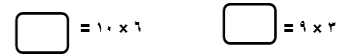 ٣ × ٩ =
٦ × ١٠ =